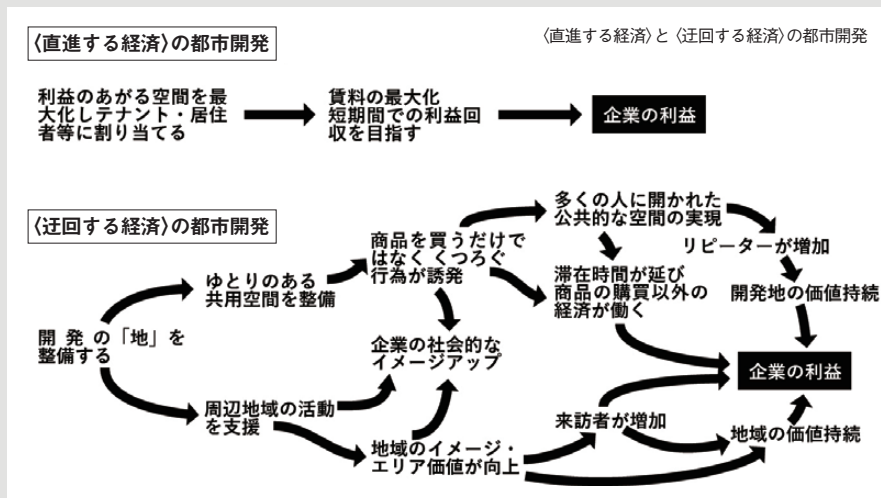 〈直進する経済〉の都市開発
〈直進する経済〉と〈迂回する経済〉の都市開発
利益のあがる空間を最
大化しテナント・居住
者等に割り当てる
賃料の最大化
短期間での利益回
収を目指す
企業の利益
〈迂回する経済〉の都市開発
開発の「地」を
整備する
ゆとりのある
共用空間を整備
周辺地域の活動
を支援
商品を買うだけで
はなく くつろぐ
行為が誘発
企業の社会的な
イメージアップ
地域のイメージ・
エリア価値が向上
多くの人に開かれた
公共的な空間の実現
滞在時間が延び
商品の購買以外の
経済が働く
来訪者が増加
リピーターが増加
開発地の価値持続
企業の利益
地域の価値持続